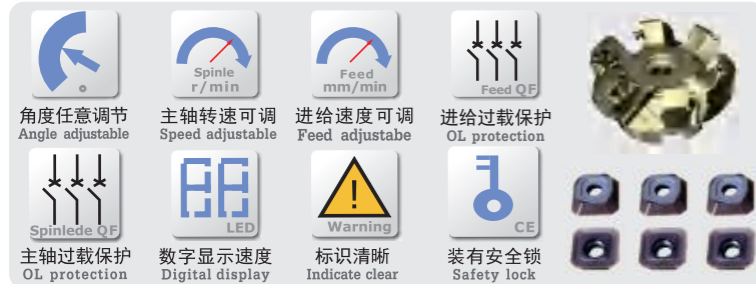 Spinle
r/min
Feed
mm/min
Feed QF
角度任意调节
主轴转速可调
进给速度可调
进给过载保护
Angle adjustable
Speed adjustable
Feed adjustabe
OL protection
Spinlede QF
LED
Warning
CE
主轴过载保护
数字显示速度
标识清晰
装有安全锁
OL protection
Digital display
Indicate clear
Safety lock